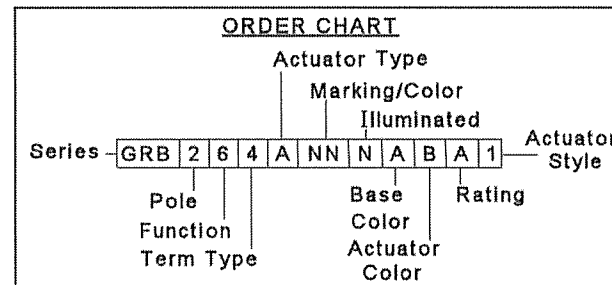 ORDER CHART
Actuator Type
Marking/Color
Illuminated
Series GRB 2 6 4 A NN N A B A 1 Actuator
Style
Pole Base Rating
Function Color
Term Type Actuator
Color